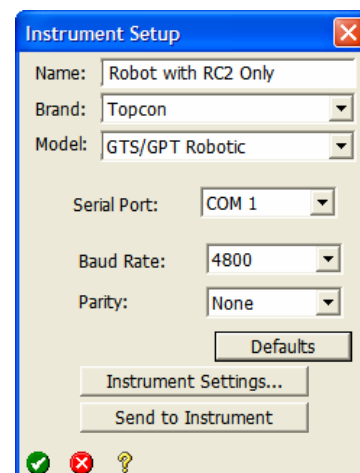 Instrument Setup
Name: Robot with RC2 Only
Brand: Topcon
Model: GTS/GPT Robotic
Serial Port: COM 1
Baud Rate: 4800
Parity: None
Defaults
Instrument Settings...
Send to Instrument